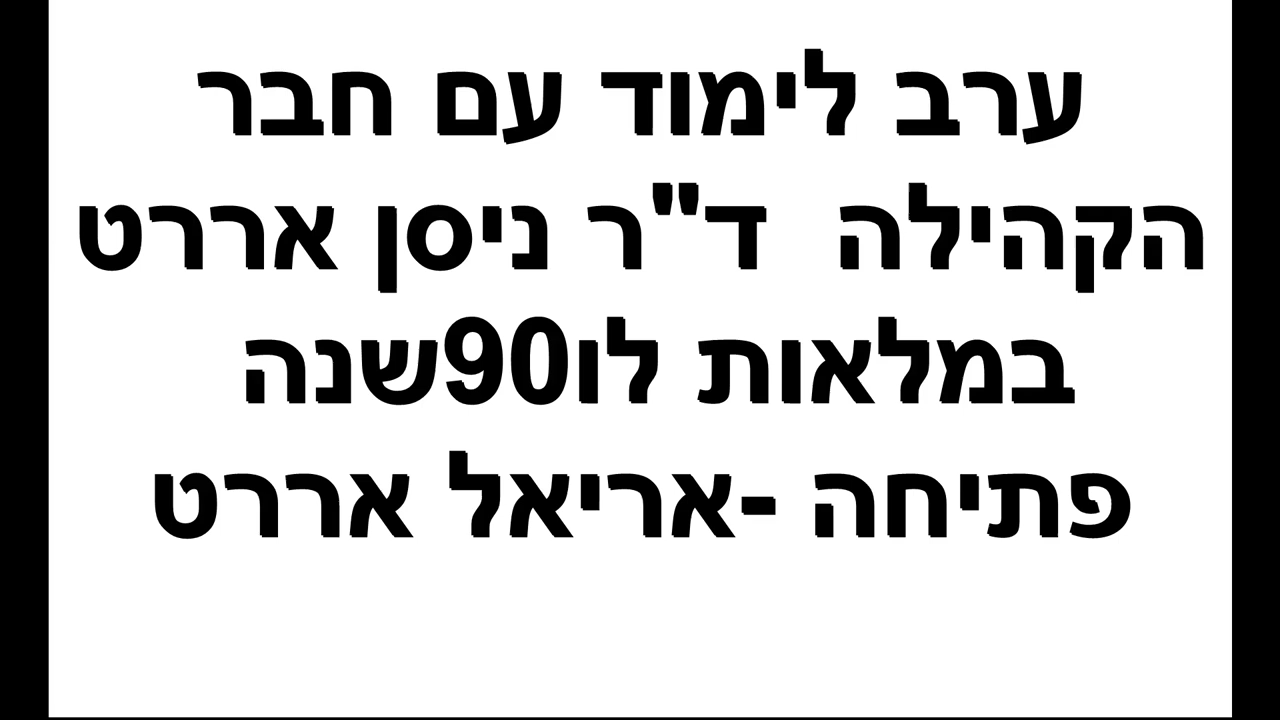 ערב לימוד עם חבר
הקהילה  ד"ר ניסן אררט
במלאות לו90שנה
פתיחה -אריאל אררט